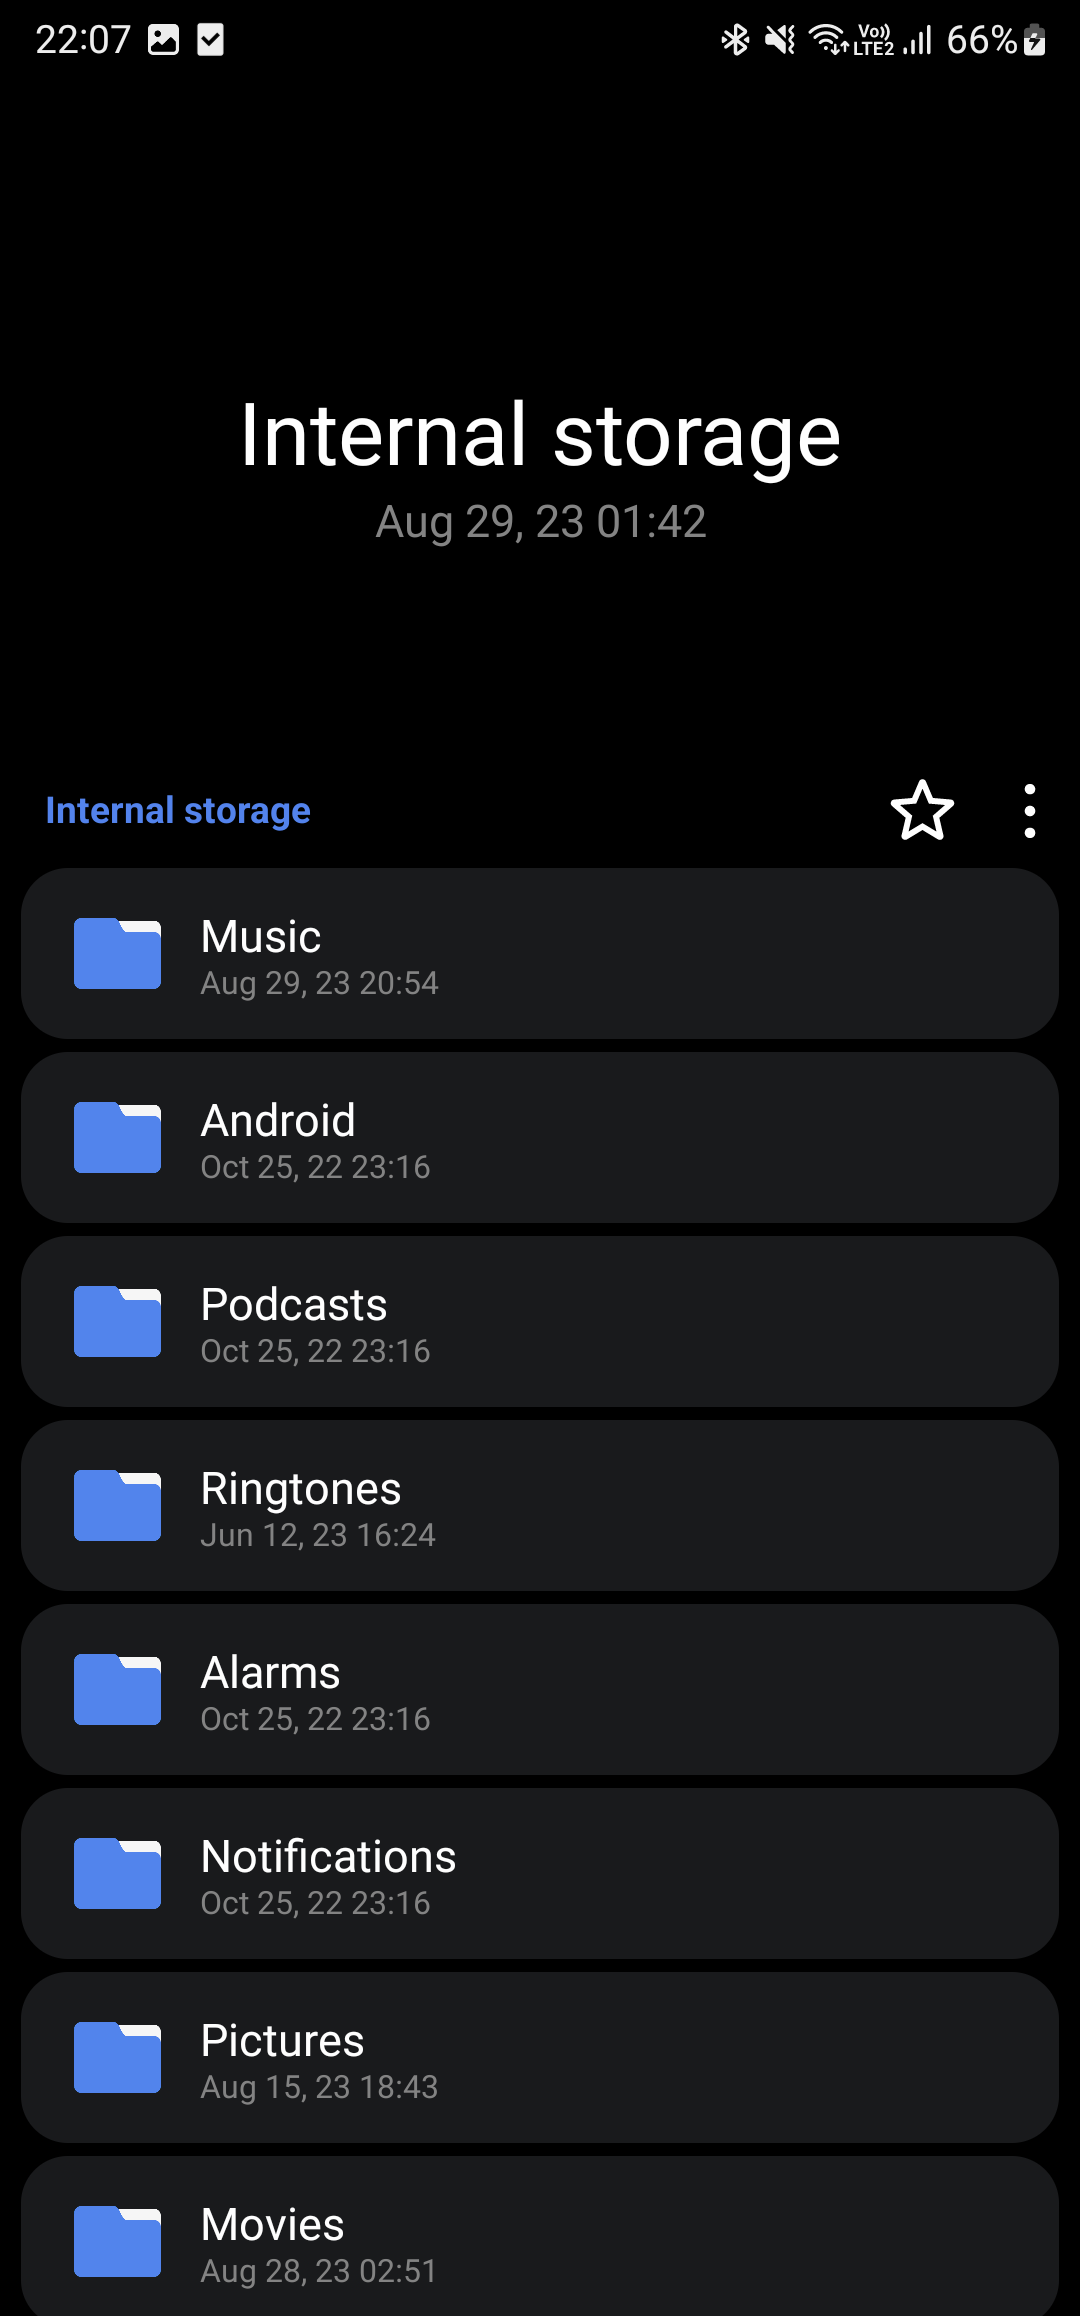 22:07
Vo)) LTE2 66%
Internal storage
Aug 29, 23 01:42
Internal storage
Music
Aug 29, 23 20:54
Android
Oct 25, 22 23:16
Podcasts
Oct 25, 22 23:16
Ringtones
Jun 12, 23 16:24
Alarms
Oct 25, 22 23:16
Notifications
Oct 25, 22 23:16
Pictures
Aug 15, 23 18:43
Movies
Aug 28, 23 02:51